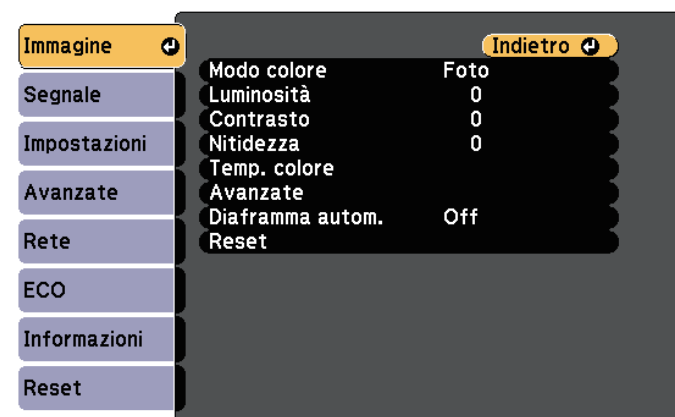 Immagine
Segnale
Impostazioni
Avanzate
Rete
ECO
Informazioni
Reset
Indietro
Modo colore Foto
Luminosità 0
Contrasto 0
Nitidezza 0
Temp. colore
Avanzate
Diaframma autom. Off
Reset